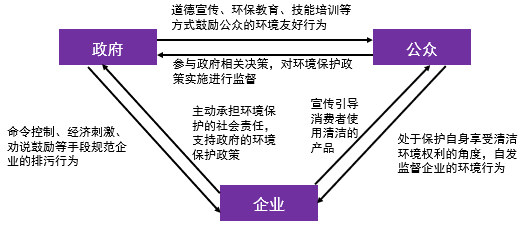 道德宣传、环保教育、技能培训等
方式鼓励公众的环境友好行为
政府
公众
参与政府相关决策，对环境保护政
策实施进行监督
命令控制、经济刺激、
劝说鼓励等手段规范企
业的排污行为
主动承担环境保
护的社会责任，
支持政府的环境
保护政策
宣传引导
消费者使
用清洁的
产品
处于保护自身享受清洁
环境权利的角度，自发
监督企业的环境行为
企业